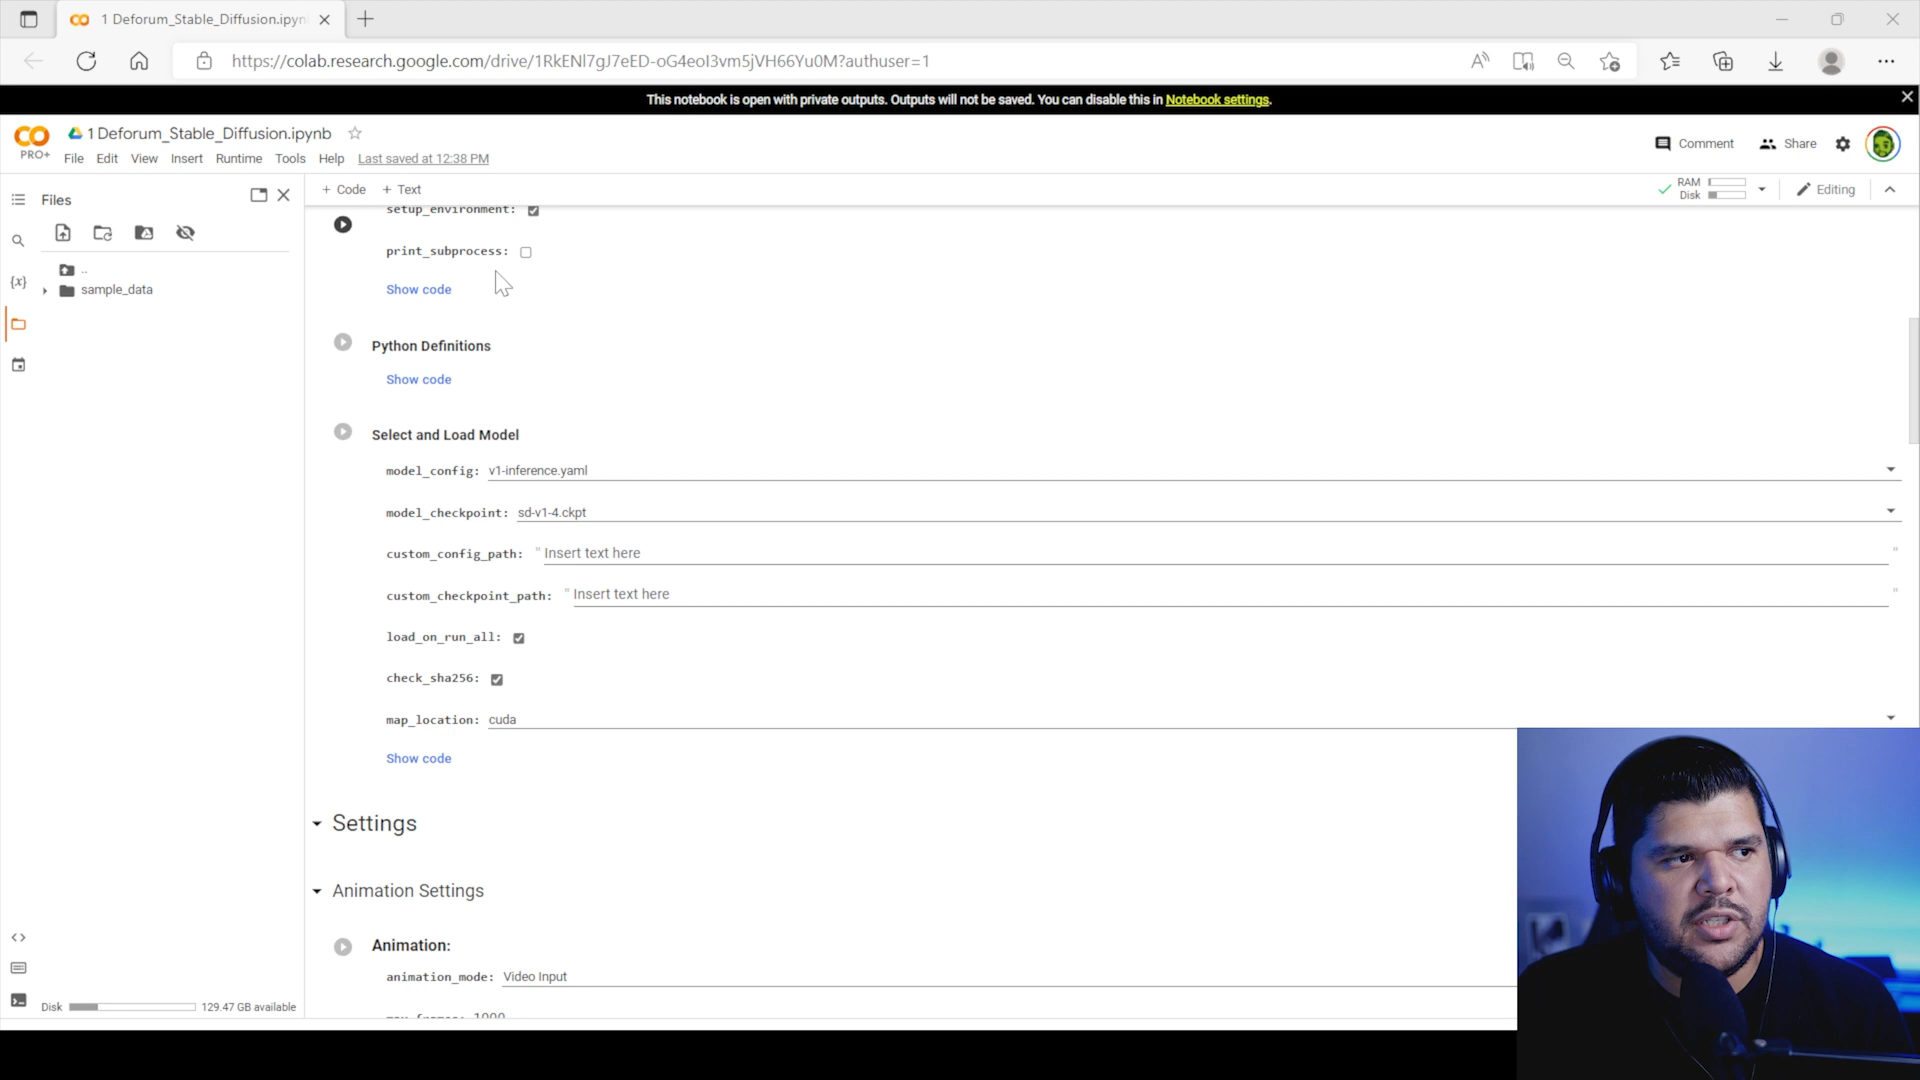 1 Deforum_Stable_Diffusion.ipyn
https://colab.research.google.com/drive/1RkENl7gJ7eED-oG4eoI3vm5jVH66Yu0M?authuser=1
This notebook is open with private outputs. Outputs will not be saved. You can disable this in Notebook settings.
1 Deforum_Stable_Diffusion.ipynb
PRO+
File Edit View Insert Runtime Tools Help Last saved at 12:38 PM
Comment Share
Files
+ Code + Text
RAM
Disk
Editing
..
sample_data
{x}
setup_environment:
print_subprocess:
Show code
Python Definitions
Show code
Select and Load Model
model_config: v1-inference.yaml
model_checkpoint: sd-v1-4.ckpt
custom_config_path: " Insert text here "
custom_checkpoint_path: " Insert text here "
load_on_run_all:
check_sha256:
map_location: cuda
Show code
Settings
Animation Settings
Animation:
animation_mode: Video Input
Disk 129.47 GB available